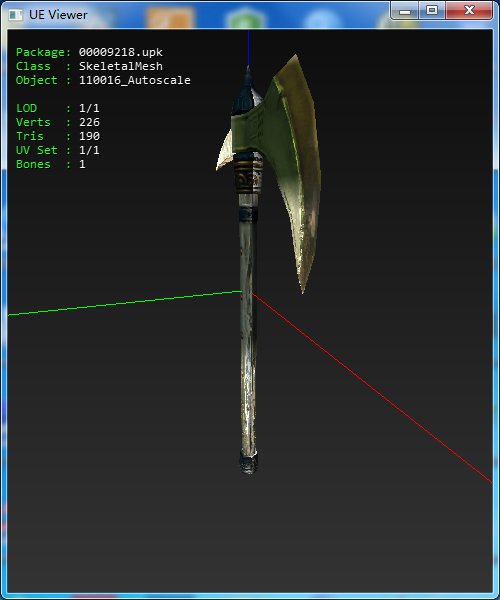 UE Viewer
Package: 00009218.upk
Class : SkeletalMesh
Object : 110016_Autoscale
LOD : 1/1
Verts : 226
Tris : 190
UV Set : 1/1
Bones : 1